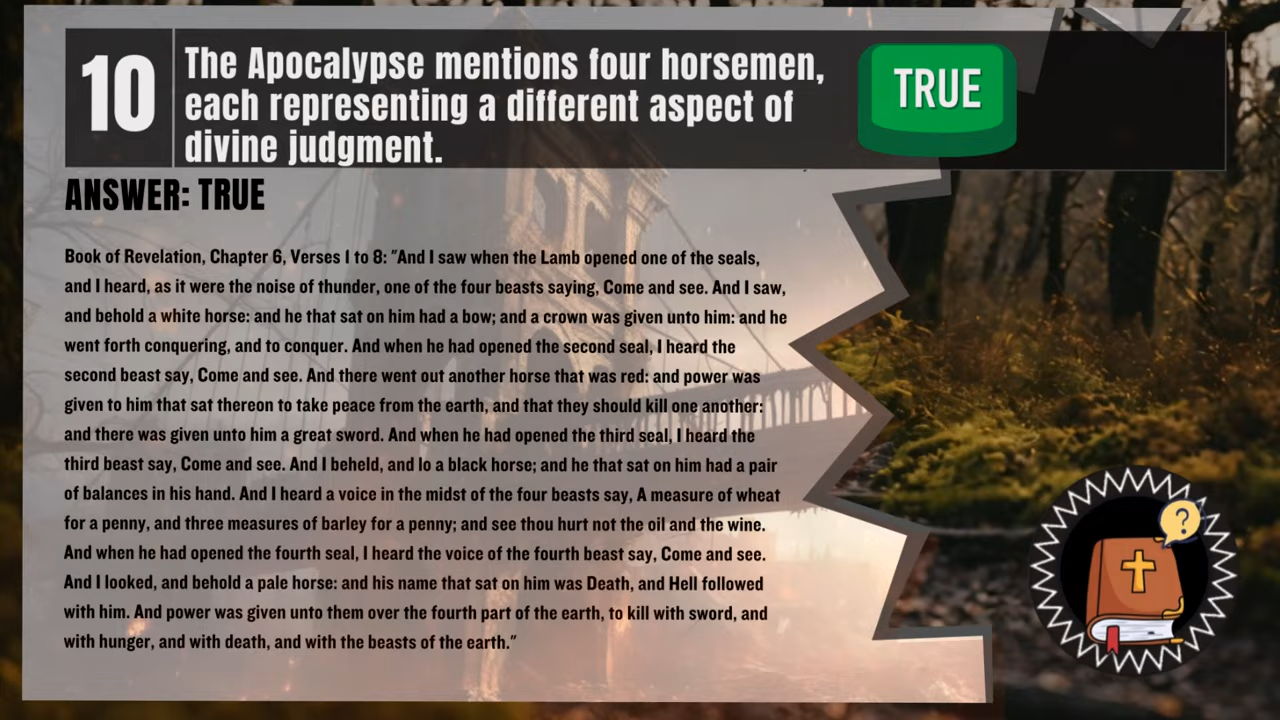 10
The Apocalypse mentions four horsemen,
each representing a different aspect of
divine judgment.
TRUE
ANSWER: TRUE
Book of Revelation, Chapter 6, Verses 1 to 8: "And I saw when the Lamb opened one of the seals,
and I heard, as it were the noise of thunder, one of the four beasts saying, Come and see. And I saw,
and behold a white horse: and he that sat on him had a bow; and a crown was given unto him: and he
went forth conquering, and to conquer. And when he had opened the second seal, I heard the
second beast say, Come and see. And there went out another horse that was red: and power was
given to him that sat thereon to take peace from the earth, and that they should kill one another:
and there was given unto him a great sword. And when he had opened the third seal, I heard the
third beast say, Come and see. And I beheld, and lo a black horse; and he that sat on him had a pair
of balances in his hand. And I heard a voice in the midst of the four beasts say, A measure of wheat
for a penny, and three measures of barley for a penny; and see thou hurt not the oil and the wine.
And when he had opened the fourth seal, I heard the voice of the fourth beast say, Come and see.
And I looked, and behold a pale horse: and his name that sat on him was Death, and Hell followed
with him. And power was given unto them over the fourth part of the earth, to kill with sword, and
with hunger, and with death, and with the beasts of the earth."
?